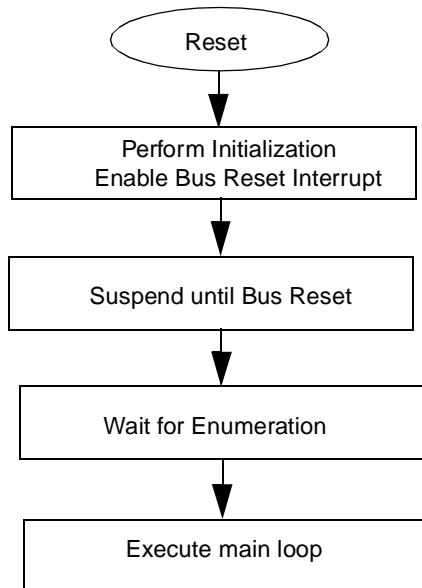 Reset
Perform Initialization
Enable Bus Reset Interrupt
Suspend until Bus Reset
Wait for Enumeration
Execute main loop